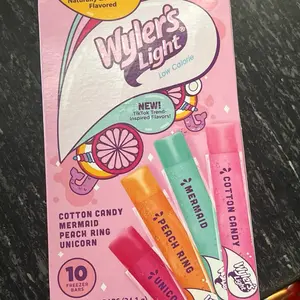 Flavored
Wyler's
Light
Low Calorie
NEW!
TikTok Trend-
Inspired Flavors!
COTTON CANDY
MERMAID
PEACH RING
UNICORN
10
FREEZER
BARS
UNICO
PEACH RING
MERMAID
COTTON CANDY